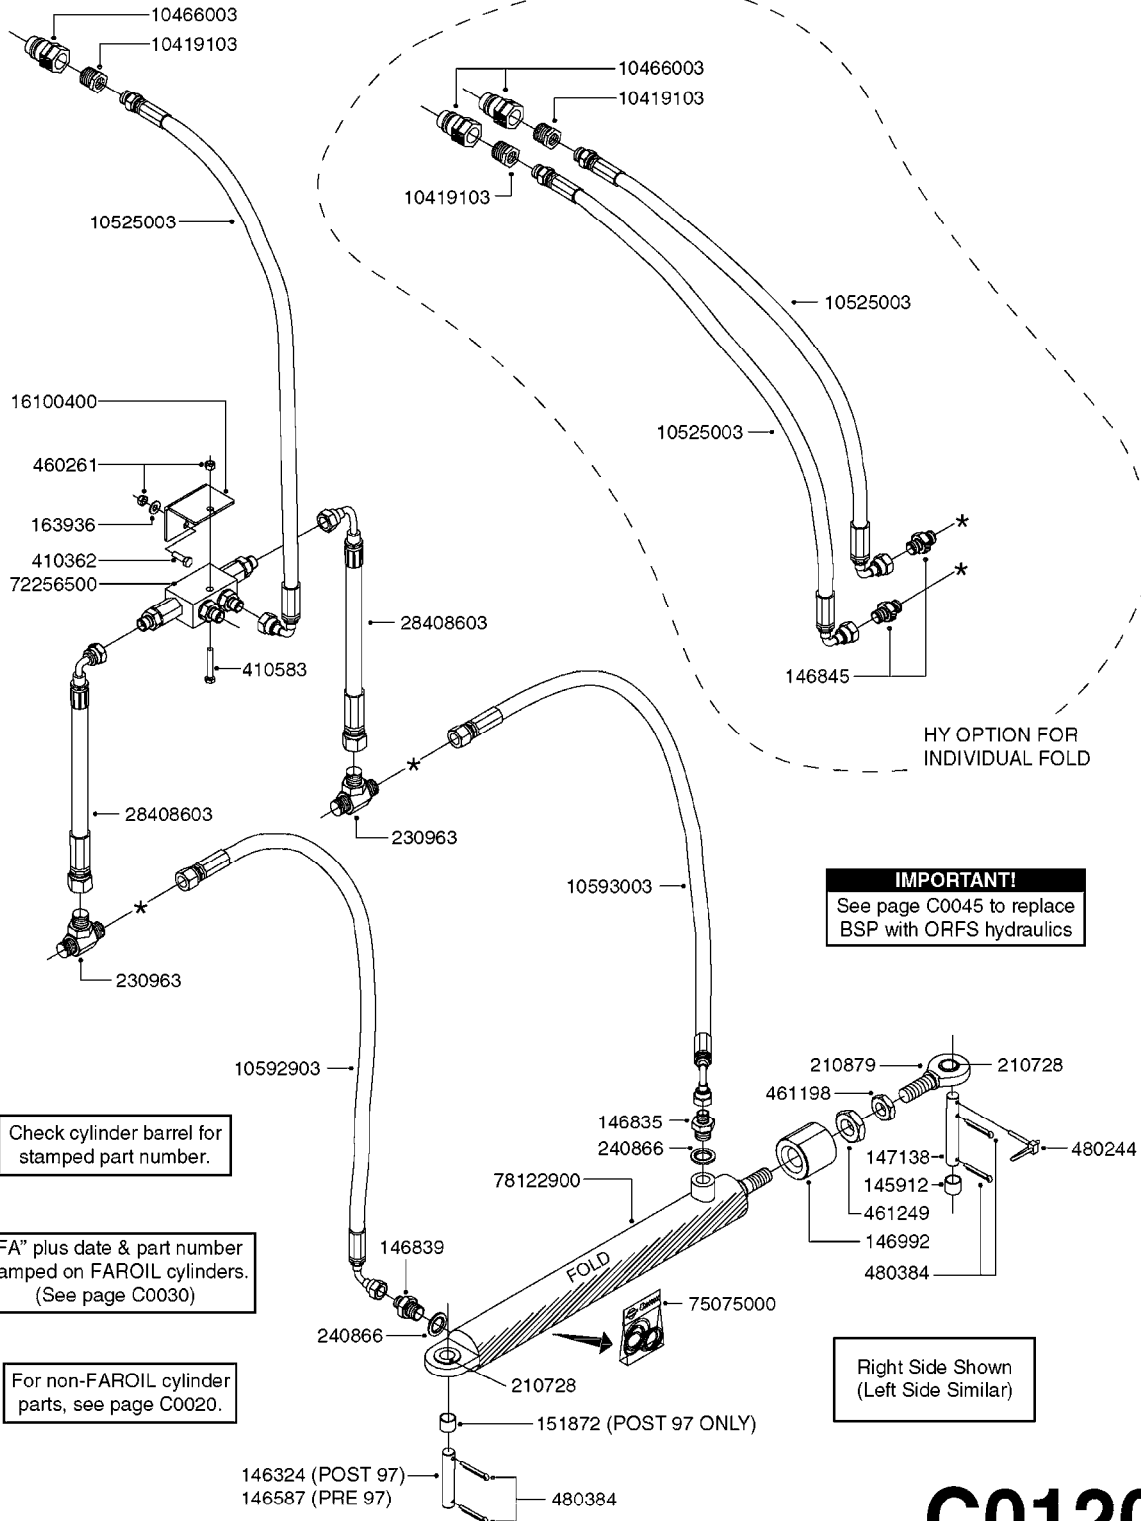 10466003
10419103
10466003
10419103
10419103
10525003
10525003
10525003
16100400
460261
163936
410362
72256500
28408603
410583
146845
HY OPTION FOR
INDIVIDUAL FOLD
28408603
230963
10593003
IMPORTANT!
See page C0045 to replace
BSP with ORFS hydraulics
230963
10592903
210879
210728
461198
146835
240866
480244
147138
145912
78122900
461249
146992
480384
Check cylinder barrel for
stamped part number.
FA" plus date & part number
amped on FAROIL cylinders.
(See page C0030)
146839
FOLD
75075000
240866
For non-FAROIL cylinder
parts, see page C0020.
210728
Right Side Shown
(Left Side Similar)
151872 (POST 97 ONLY)
146324 (POST 97)
146587 (PRE 97)
480384
C0120